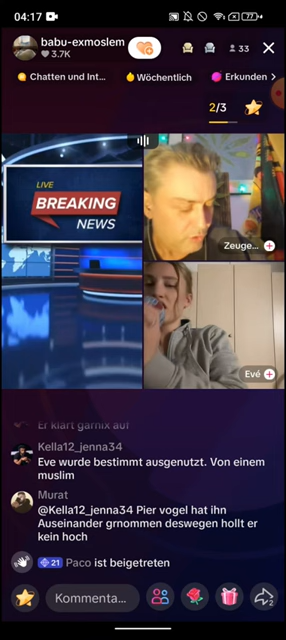 04:17
77
babu-exmoslem
3.7K
33
Chatten und Int...
Wöchentlich
Erkunden
2/3
LIVE
BREAKING
NEWS
Zeuge...
Evé
Er klärt garnix auf
Kella12_jenna34
Eve wurde bestimmt ausgenutzt. Von einem
muslim
Murat
@Kella12_jenna34 Pier vogel hat ihn
Auseinander grnommen deswegen hollt er
kein hoch
21 Paco ist beigetreten
Kommenta...
2